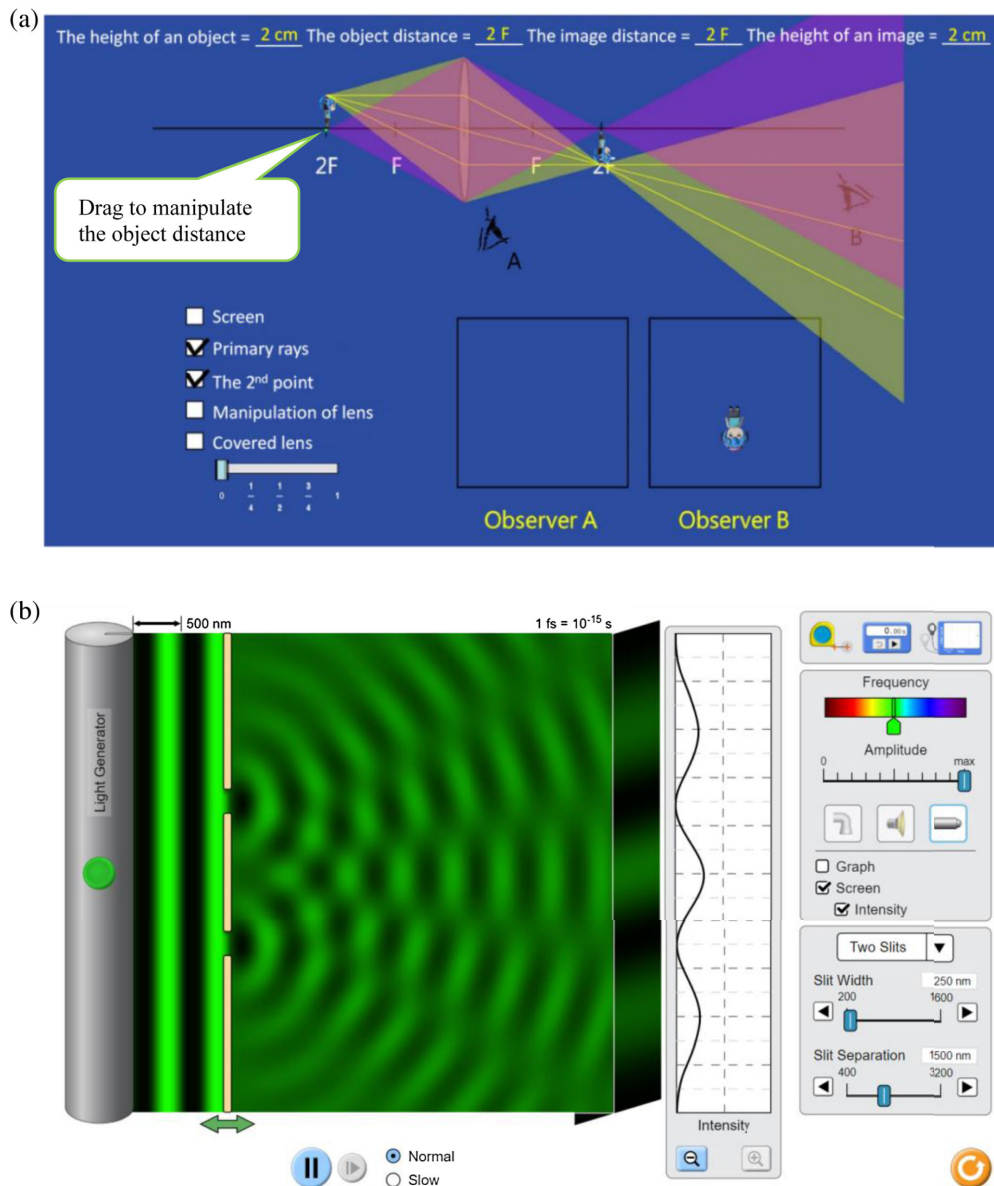 (a)
The height of an object = 2 cm The object distance = 2 F The image distance = 2 F The height of an image = 2 cm
2F F F 2F
Drag to manipulate
the object distance
A
B
Screen
Primary rays
The 2nd point
Manipulation of lens
Covered lens
0 1/4 1/2 3/4 1
Observer A Observer B
(b)
500 nm 1 fs = 10-15 s
Light Generator
0.00 s
Frequency
Amplitude
0 max
Graph
Screen
Intensity
Two Slits
Slit Width 250 nm
200 1600
Slit Separation 1500 nm
400 3200
Intensity
Normal
Slow